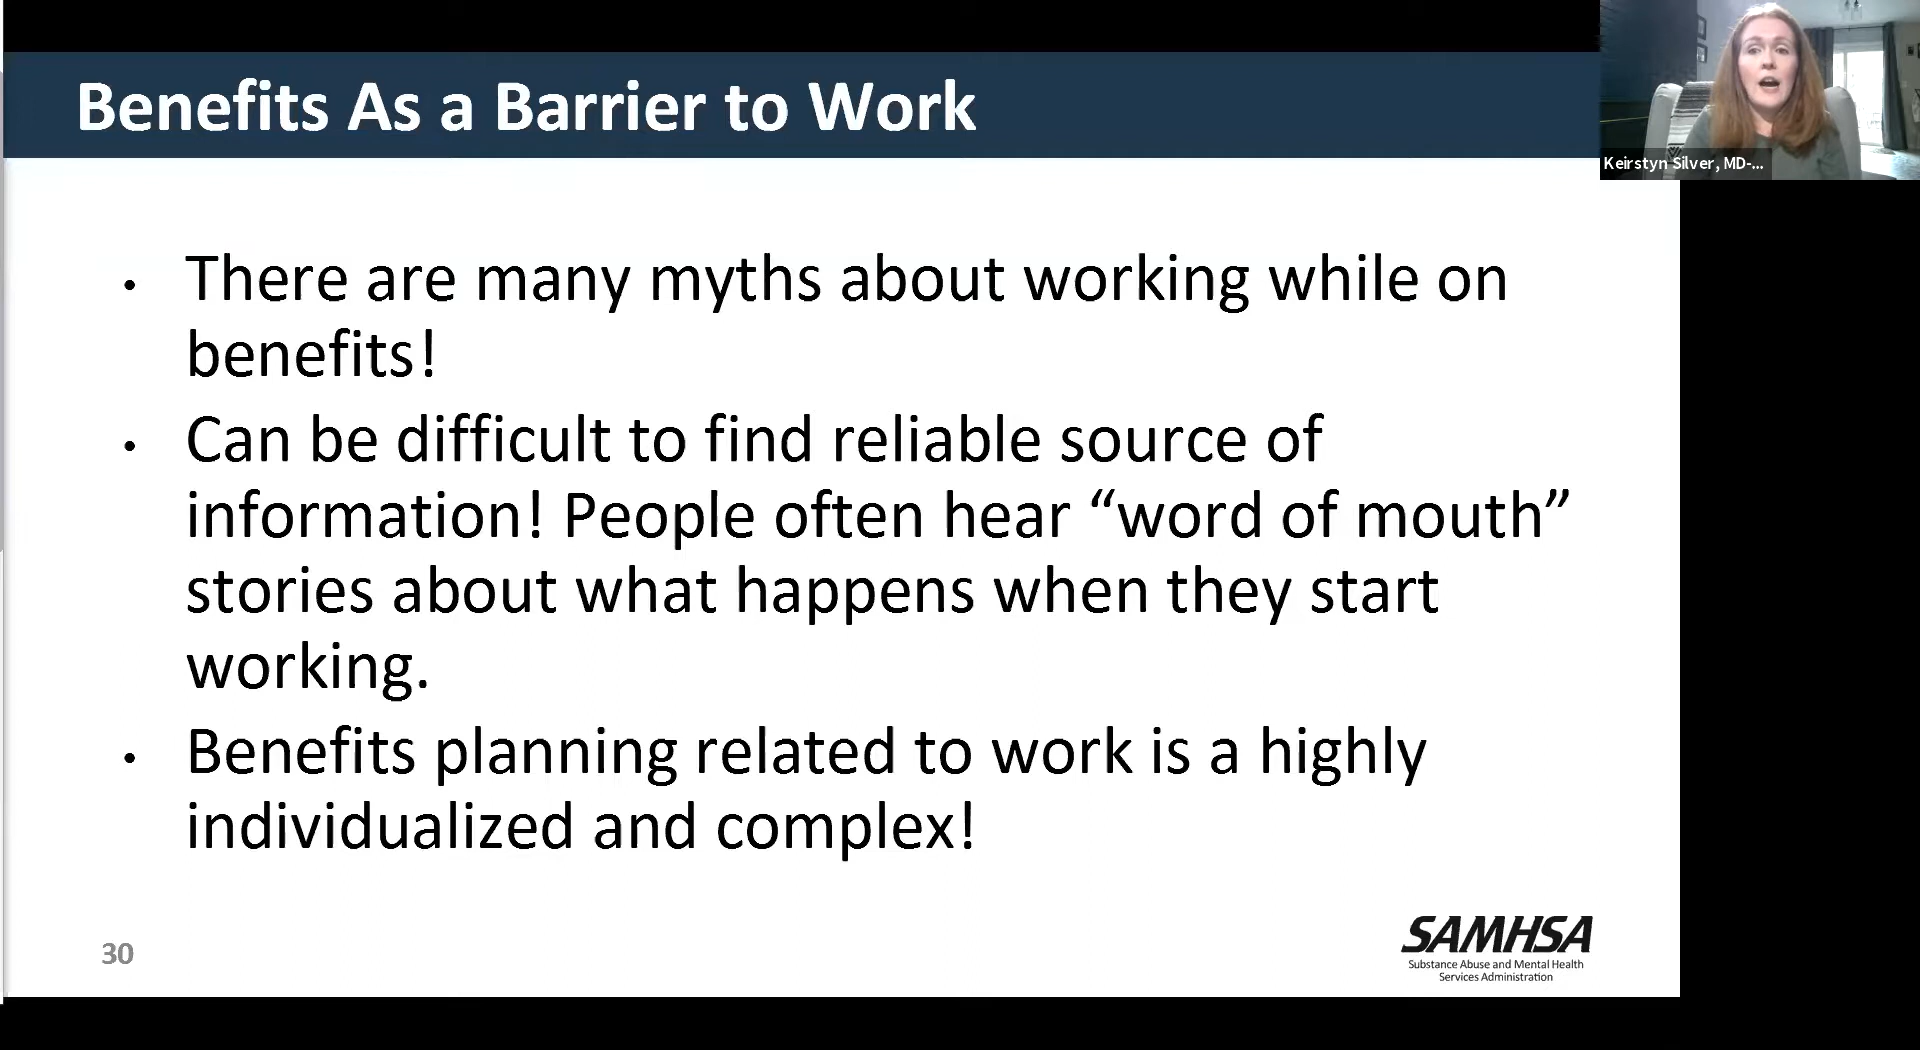 Benefits As a Barrier to Work
Keirstyn Silver, MD-...
• There are many myths about working while on
benefits!
• Can be difficult to find reliable source of
information! People often hear “word of mouth”
stories about what happens when they start
working.
• Benefits planning related to work is a highly
individualized and complex!
30
SAMHSA
Substance Abuse and Mental Health
Services Administration